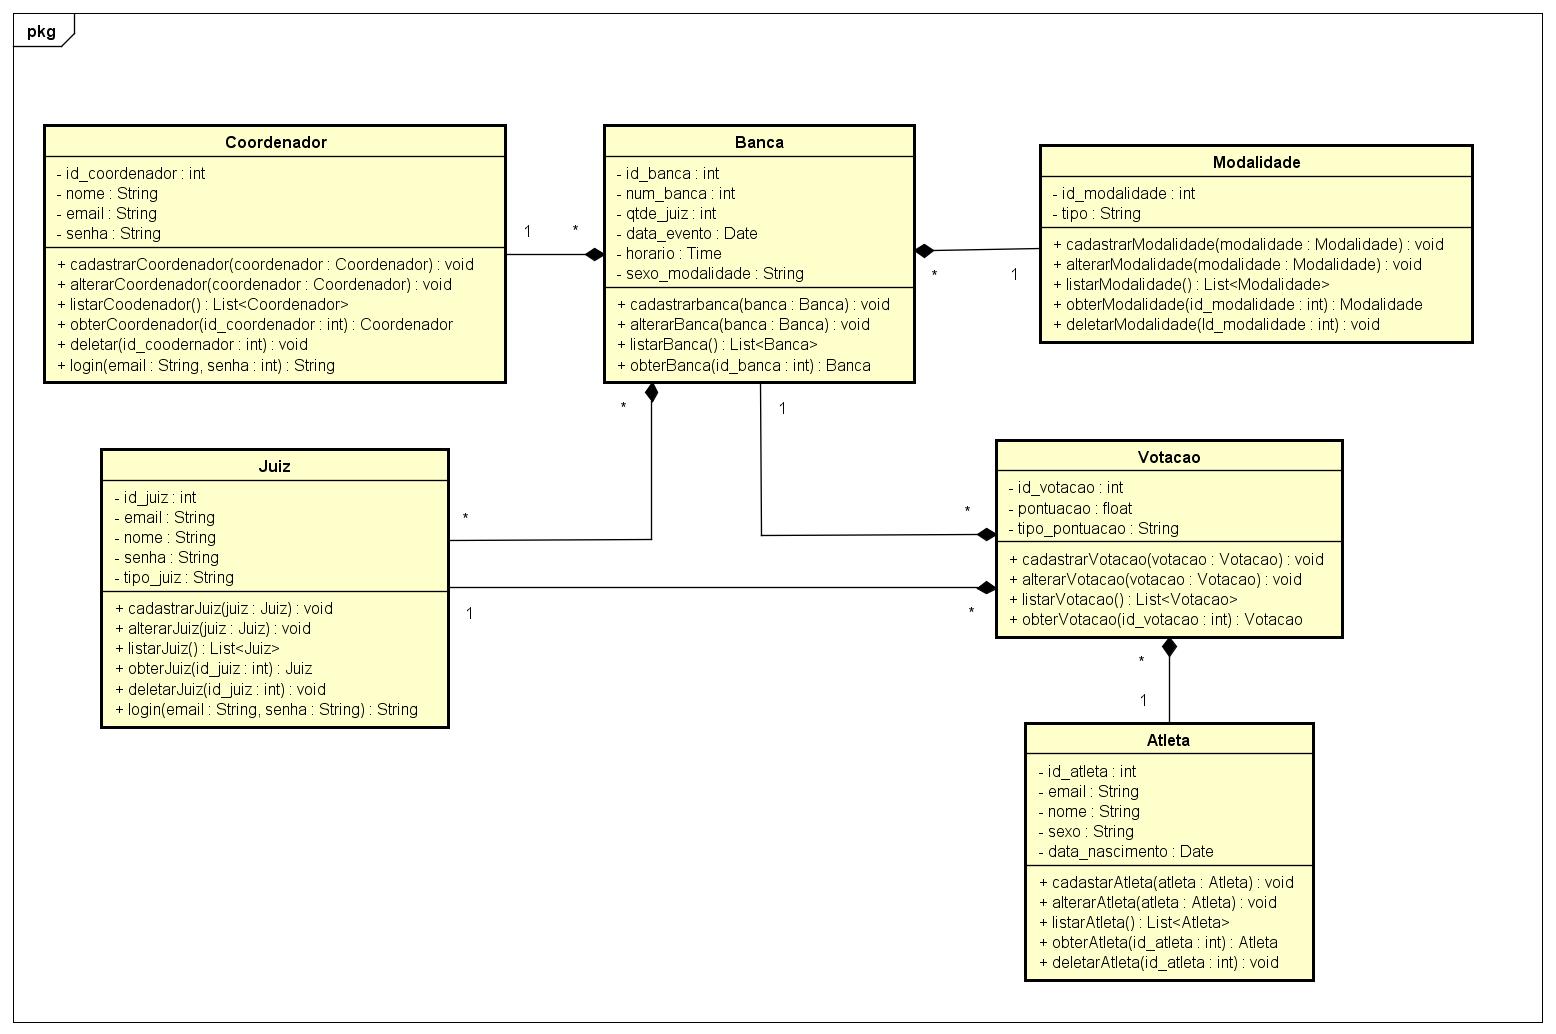 pkg
Coordenador
- id_coordenador : int
- nome : String
- email : String
- senha : String
+ cadastrarCoordenador(coordenador : Coordenador) : void
+ alterarCoordenador(coordenador : Coordenador) : void
+ listarCoodenador() : List<Coordenador>
+ obterCoordenador(id_coordenador : int) : Coordenador
+ deletar(id_coodernador : int) : void
+ login(email : String, senha : int) : String
1
*
Banca
- id_banca : int
- num_banca : int
- qtde_juiz : int
- data_evento : Date
- horario : Time
- sexo_modalidade : String
+ cadastrarbanca(banca : Banca) : void
+ alterarBanca(banca : Banca) : void
+ listarBanca() : List<Banca>
+ obterBanca(id_banca : int) : Banca
*
1
Modalidade
- id_modalidade : int
- tipo : String
+ cadastrarModalidade(modalidade : Modalidade) : void
+ alterarModalidade(modalidade : Modalidade) : void
+ listarModalidade() : List<Modalidade>
+ obterModalidade(id_modalidade : int) : Modalidade
+ deletarModalidade(Id_modalidade : int) : void
*
1
Juiz
- id_juiz : int
- email : String
- nome : String
- senha : String
- tipo_juiz : String
+ cadastrarJuiz(juiz : Juiz) : void
+ alterarJuiz(juiz : Juiz) : void
+ listarJuiz() : List<Juiz>
+ obterJuiz(id_juiz : int) : Juiz
+ deletarJuiz(id_juiz : int) : void
+ login(email : String, senha : String) : String
*
*
1
*
Votacao
- id_votacao : int
- pontuacao : float
- tipo_pontuacao : String
+ cadastrarVotacao(votacao : Votacao) : void
+ alterarVotacao(votacao : Votacao) : void
+ listarVotacao() : List<Votacao>
+ obterVotacao(id_votacao : int) : Votacao
*
1
Atleta
- id_atleta : int
- email : String
- nome : String
- sexo : String
- data_nascimento : Date
+ cadastarAtleta(atleta : Atleta) : void
+ alterarAtleta(atleta : Atleta) : void
+ listarAtleta() : List<Atleta>
+ obterAtleta(id_atleta : int) : Atleta
+ deletarAtleta(id_atleta : int) : void